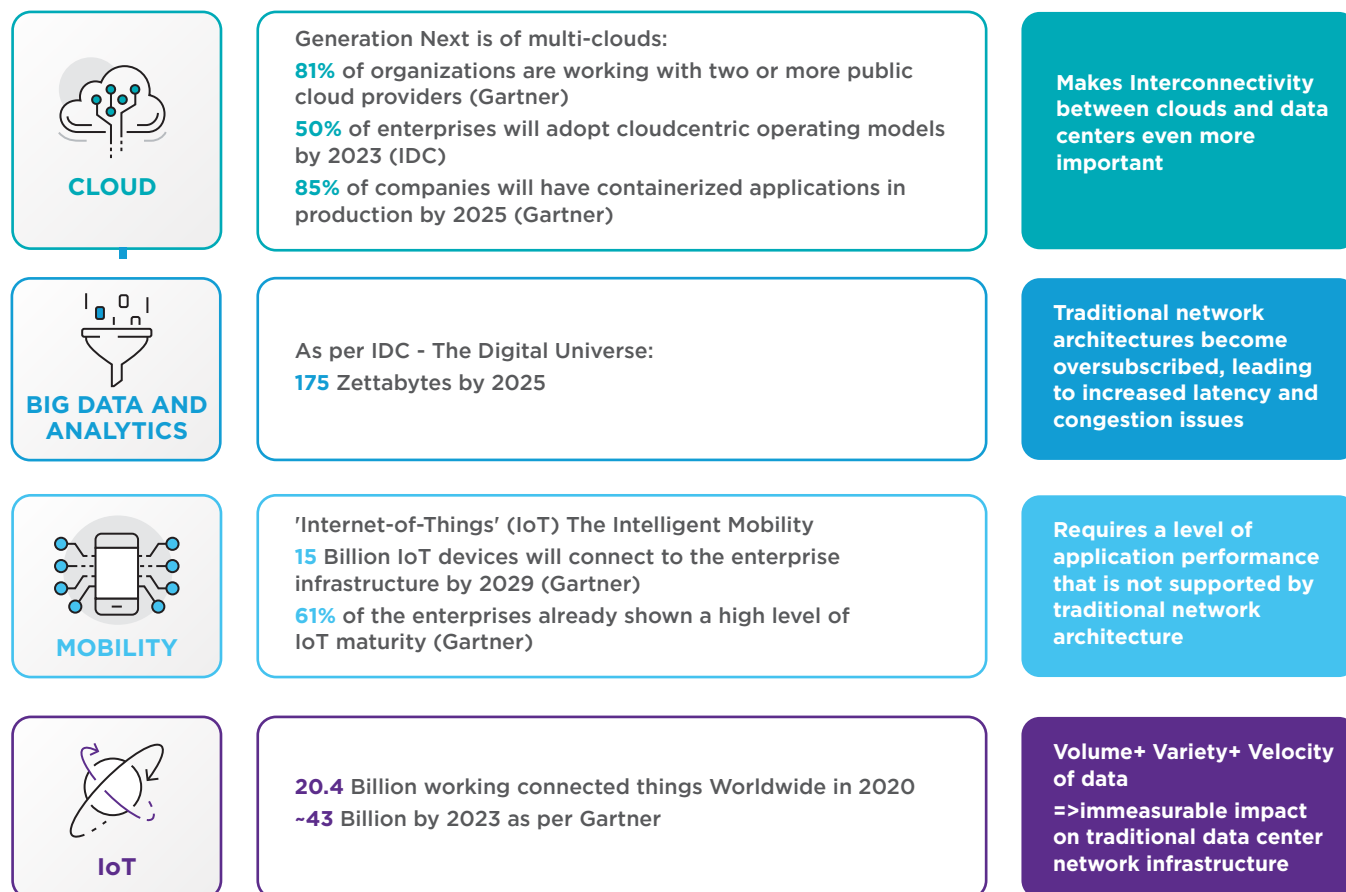 CLOUD
Generation Next is of multi-clouds:
81% of organizations are working with two or more public
cloud providers (Gartner)
50% of enterprises will adopt cloudcentric operating models
by 2023 (IDC)
85% of companies will have containerized applications in
production by 2025 (Gartner)
Makes Interconnectivity
between clouds and data
centers even more
important
BIG DATA AND
ANALYTICS
As per IDC - The Digital Universe:
175 Zettabytes by 2025
Traditional network
architectures become
oversubscribed, leading
to increased latency and
congestion issues
MOBILITY
'Internet-of-Things' (IoT) The Intelligent Mobility
15 Billion IoT devices will connect to the enterprise
infrastructure by 2029 (Gartner)
61% of the enterprises already shown a high level of
IoT maturity (Gartner)
Requires a level of
application performance
that is not supported by
traditional network
architecture
IoT
20.4 Billion working connected things Worldwide in 2020
~43 Billion by 2023 as per Gartner
Volume+ Variety+ Velocity
of data
=>immeasurable impact
on traditional data center
network infrastructure